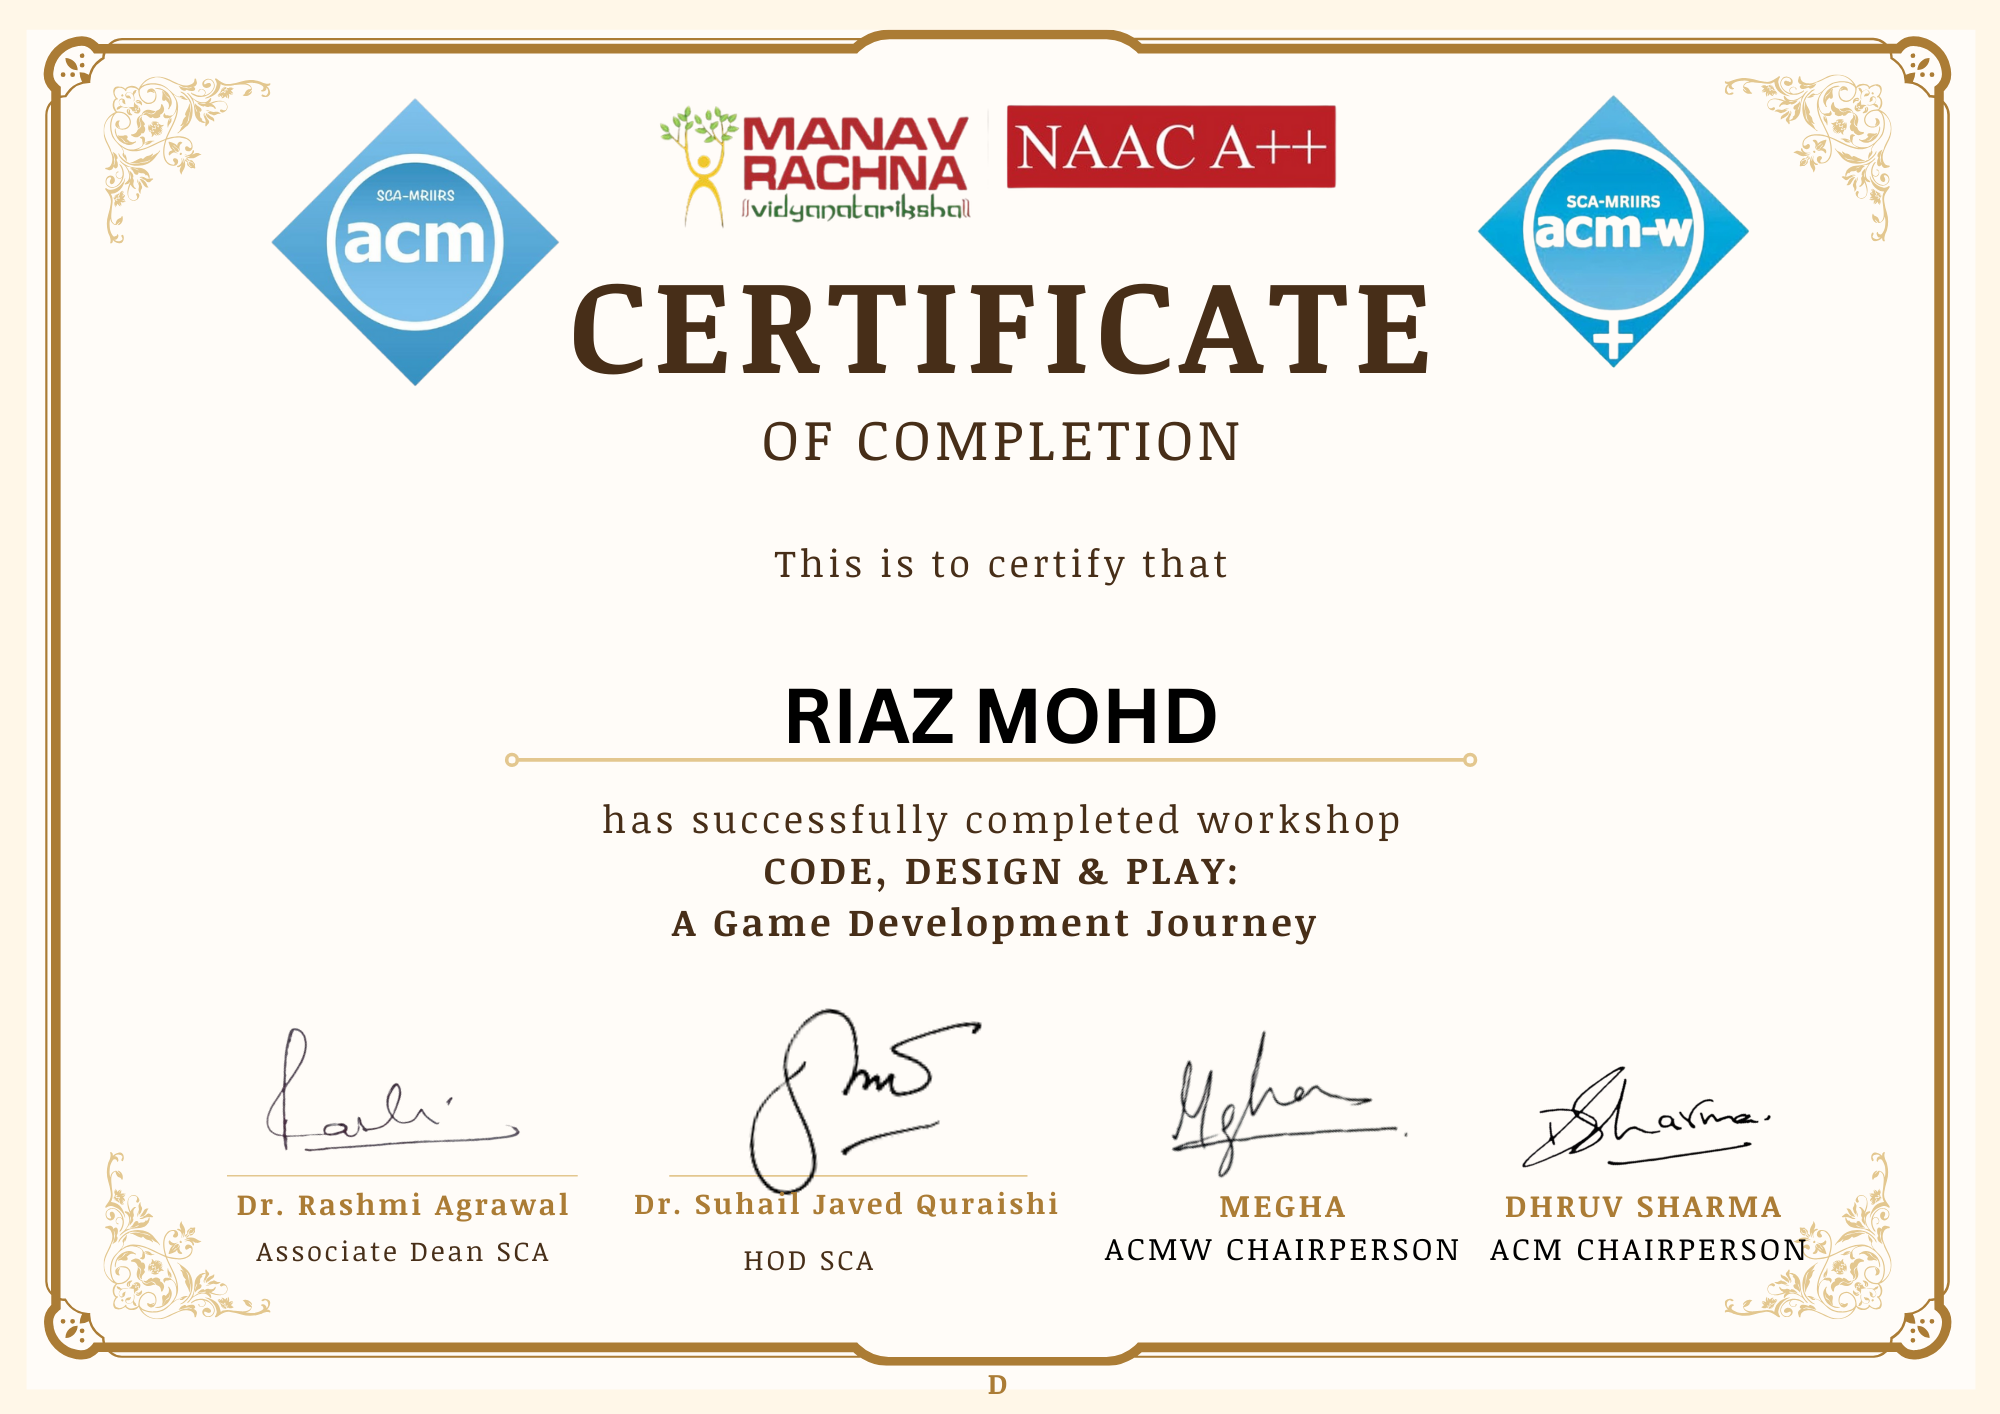 SCA-MRIIRS
acm
MANAV
RACHNA
vidyanatariksha
NAAC A++
SCA-MRIIRS
acm-w
CERTIFICATE
OF COMPLETION
This is to certify that
RIAZ MOHD
has successfully completed workshop
CODE, DESIGN & PLAY:
A Game Development Journey
Megha
DSharma.
Dr. Rashmi Agrawal
Associate Dean SCA
Dr. Suhail Javed Quraishi
HOD SCA
MEGHA
ACMW CHAIRPERSON
DHRUV SHARMA
ACM CHAIRPERSON
D